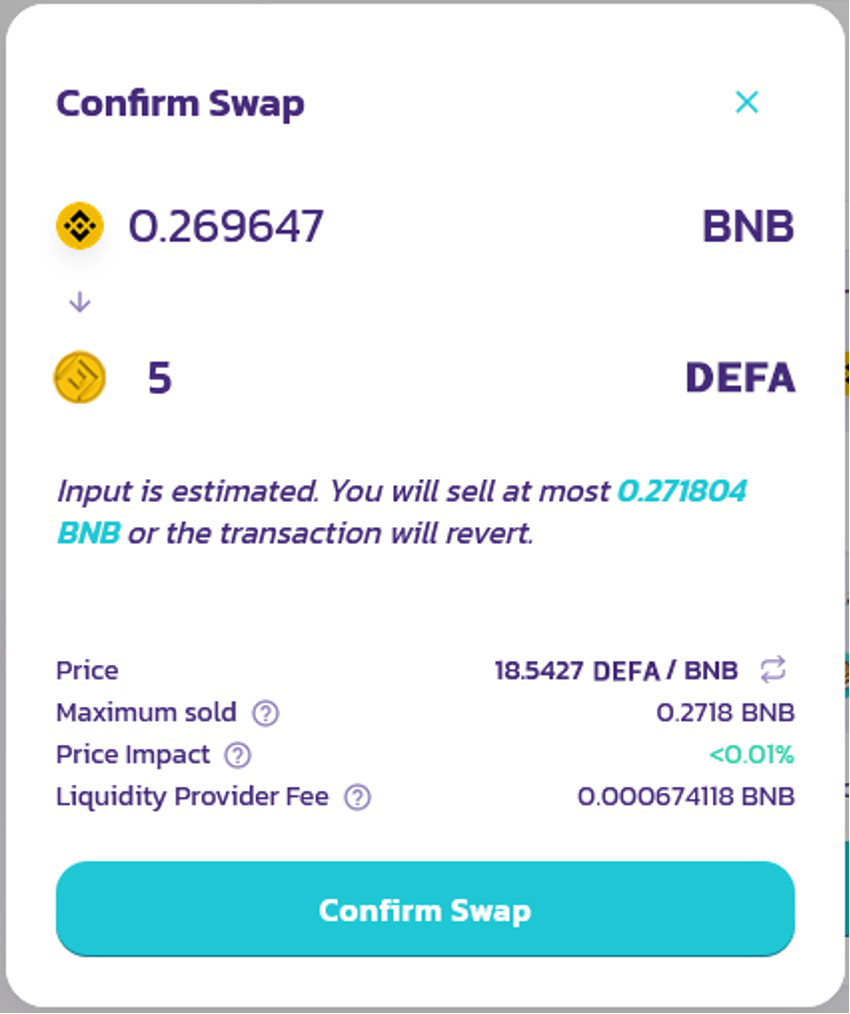 Confirm Swap
0.269647 BNB
5 DEFA
Input is estimated. You will sell at most 0.271804
BNB or the transaction will revert.
Price 18.5427 DEFA / BNB
Maximum sold 0.2718 BNB
Price Impact <0.01%
Liquidity Provider Fee 0.000674118 BNB
Confirm Swap